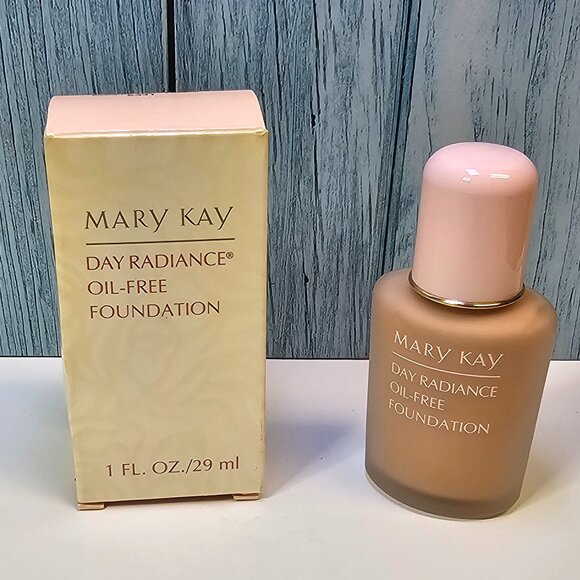 MARY KAY
DAY RADIANCE®
OIL-FREE
FOUNDATION
1 FL. OZ./29 ml
MARY KAY
DAY RADIANCE
OIL-FREE
FOUNDATION